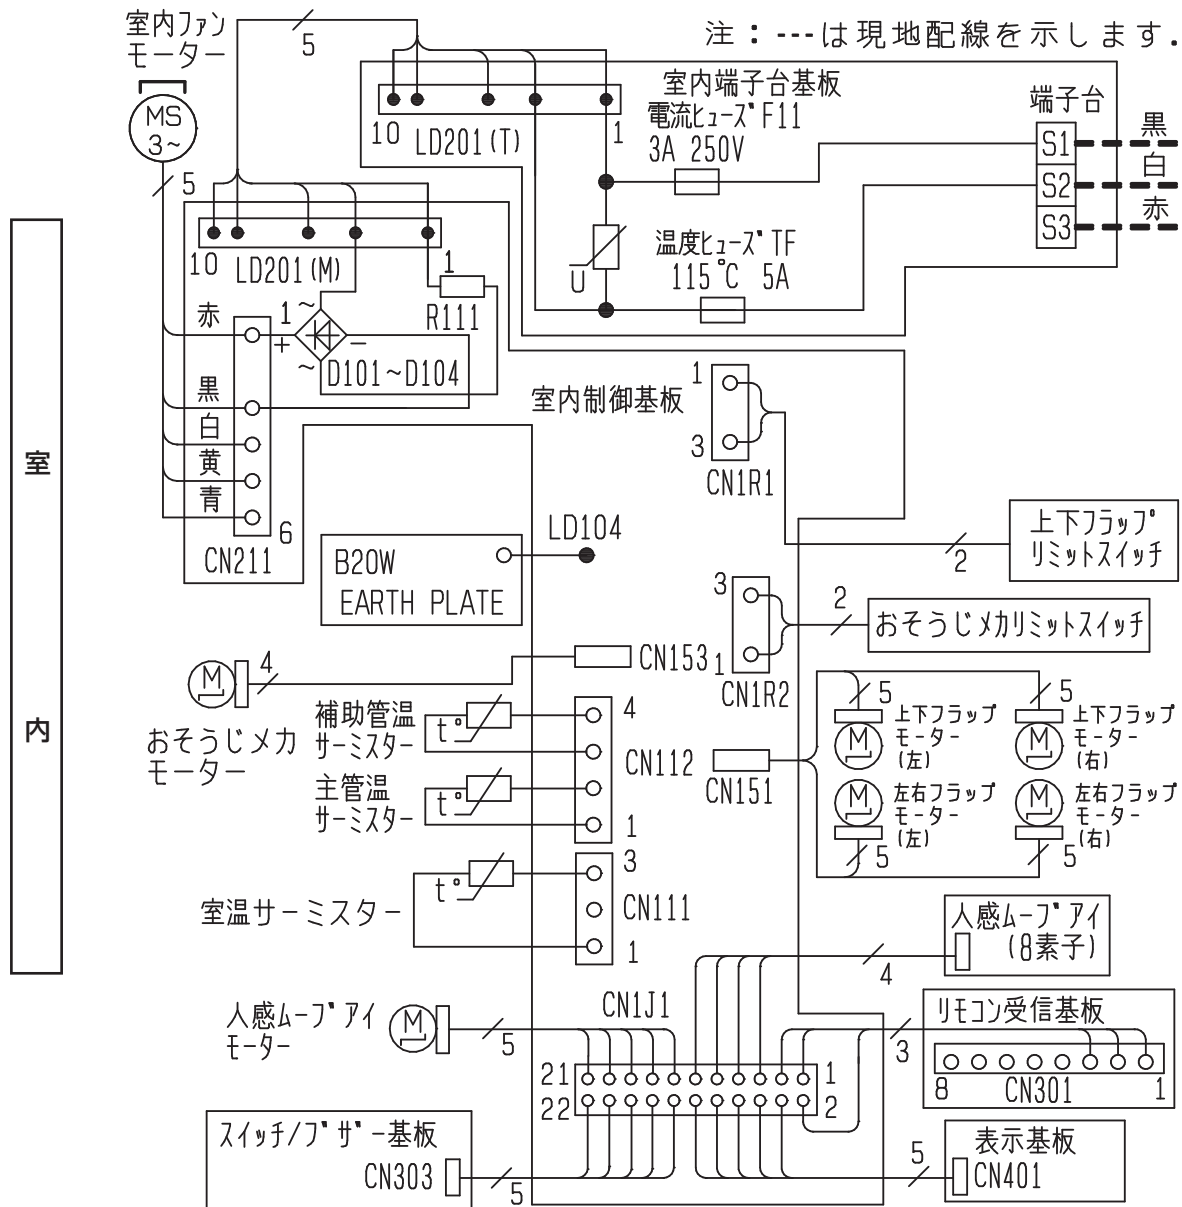 室内ファン
モーター
5
注：---は現地配線を示します.
MS
3~
5
10
LD201(T)
1
室内端子台基板
電流ヒューズ F11
3A 250V
端子台
S1
S2
S3
黒
白
赤
温度ヒューズ TF
115℃ 5A
U
10
LD201(M)
1
R111
赤
黒
白
黄
青
1
6
CN211
~
+
-
~
D101~D104
室内制御基板
1
3
CN1R1
上下フラップ
リミットスイッチ
2
LD104
B20W
EARTH PLATE
3
1
CN1R2
2
おそうじメカリミットスイッチ
室
内
M
4
CN153
おそうじメカ
モーター
補助管温
サーミスター
t°
主管温
サーミスター
t°
4
CN112
1
CN151
5
上下フラップ
モーター
(左)
M
5
上下フラップ
モーター
(右)
M
左右フラップ
モーター
(左)
M
5
左右フラップ
モーター
(右)
M
5
室温サーミスター
t°
3
CN111
1
人感ムーブアイ
(8素子)
4
人感ムーブアイ
モーター
M
5
CN1J1
21
22
1
2
リモコン受信基板
3
8
CN301
1
スイッチ/ブザー基板
CN303
5
表示基板
CN401
5